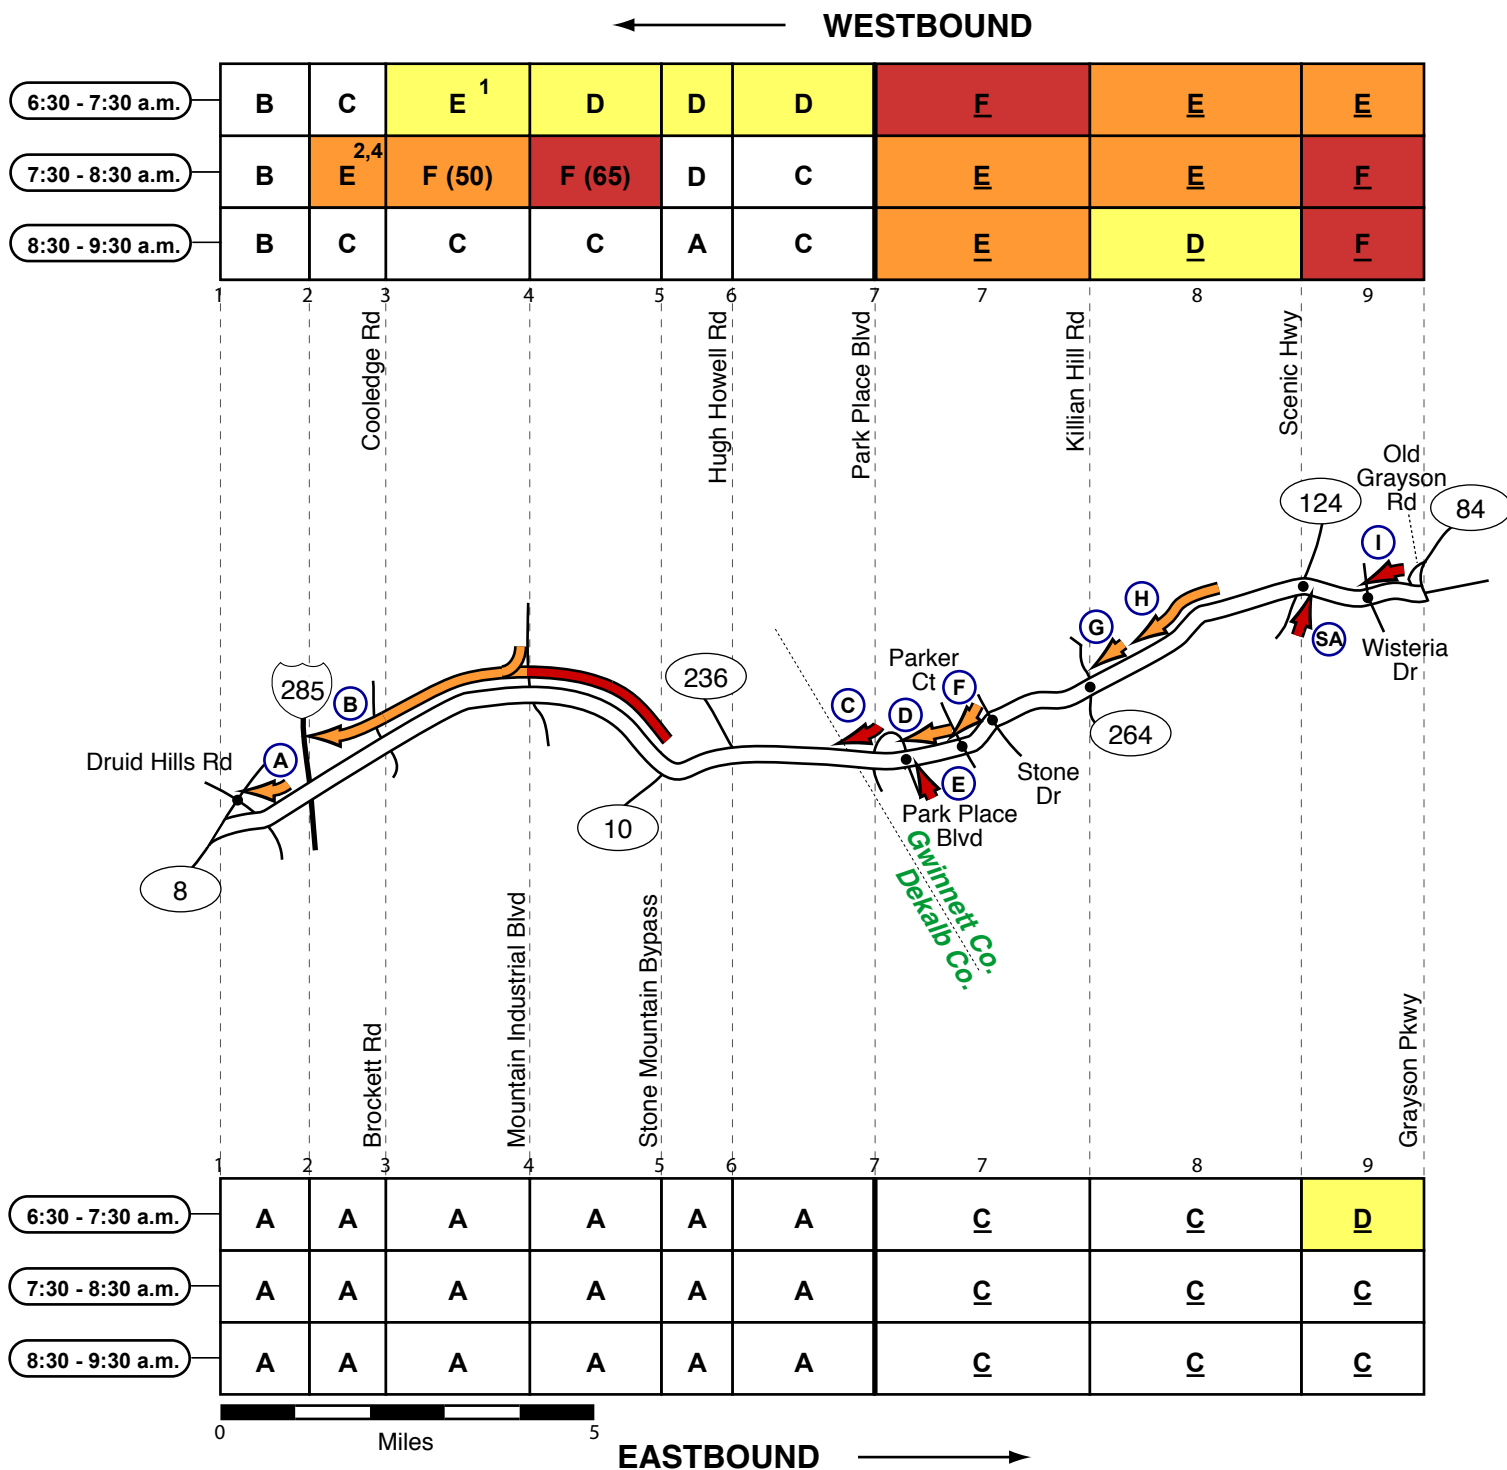 WESTBOUND
6:30 - 7:30 a.m. B C E 1 D D D F E E
7:30 - 8:30 a.m. B E 2,4 F (50) F (65) D C E E F
8:30 - 9:30 a.m. B C C C A C E D F
1 2 3 4 5 6 7 7 8 9
Cooledge Rd
Hugh Howell Rd
Park Place Blvd
Killian Hill Rd
Scenic Hwy
Old
Grayson
Rd
124
84
I
H
G
SA
Wisteria
Dr
Parker
Ct
F
236
285
B
C
D
264
Druid Hills Rd
A
Stone
Dr
E
10
Park Place
Blvd
8
Gwinnett Co.
Dekalb Co.
Brockett Rd
Mountain Industrial Blvd
Stone Mountain Bypass
Grayson Pkwy
1 2 3 4 5 6 7 7 8 9
6:30 - 7:30 a.m. A A A A A A C C D
7:30 - 8:30 a.m. A A A A A A C C C
8:30 - 9:30 a.m. A A A A A A C C C
0 5
Miles
EASTBOUND